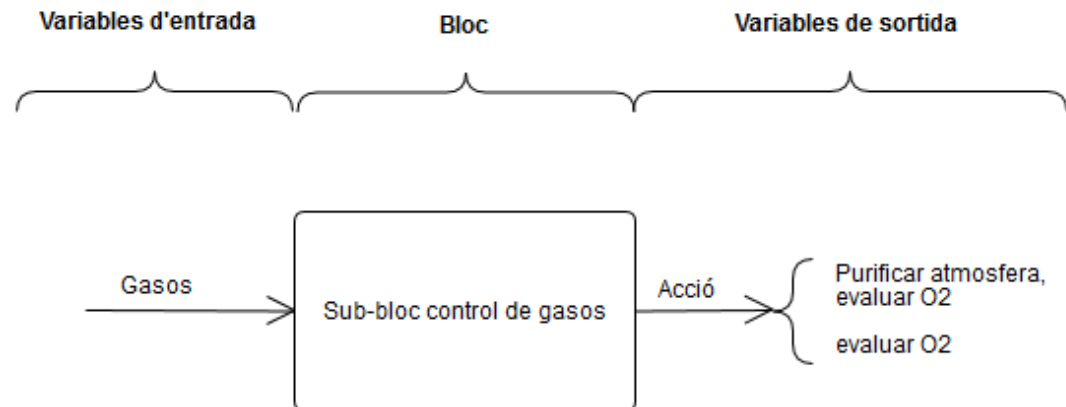 Variables d'entrada
Bloc
Variables de sortida
Gasos
Sub-bloc control de gasos
Acció
Purificar atmosfera,
evaluar O2
evaluar O2